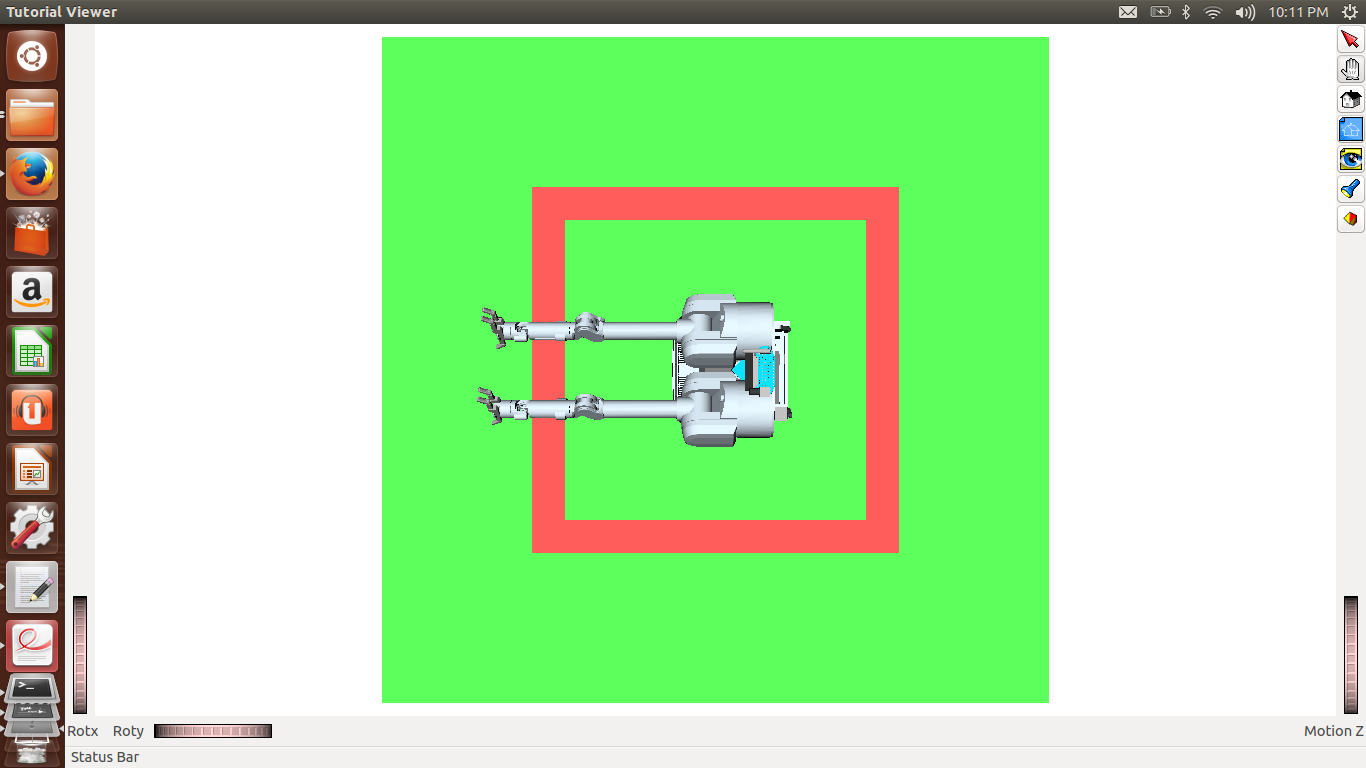 Tutorial Viewer
10:11 PM
a
Rotx Roty
Motion Z
Status Bar